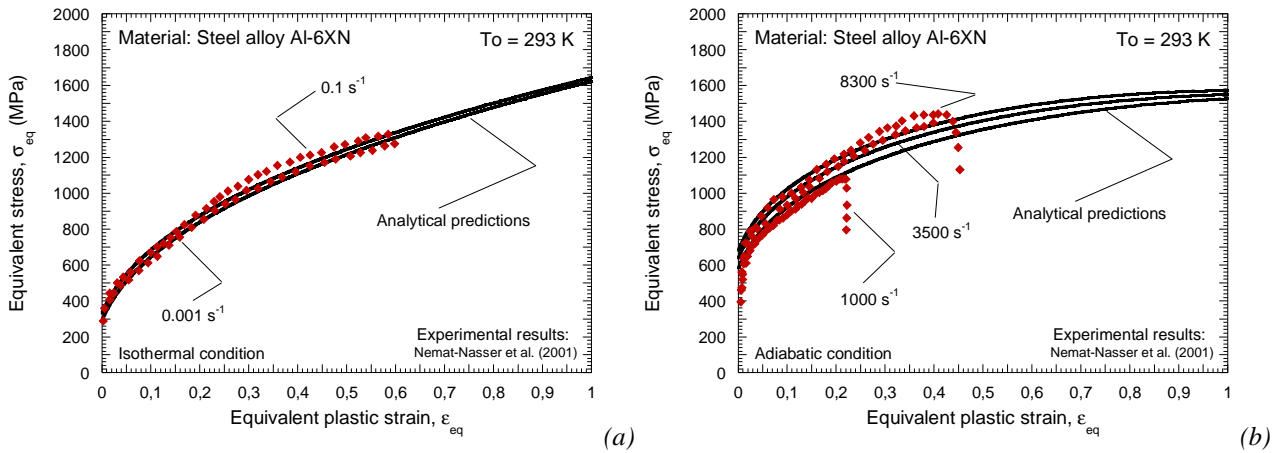 Material: Steel alloy Al-6XN
To = 293 K
0.1 s⁻¹
Analytical predictions
0.001 s⁻¹
Experimental results:
Nemat-Nasser et al. (2001)
Isothermal condition
Equivalent stress, σeq (MPa)
2000
1800
1600
1400
1200
1000
800
600
400
200
0
0 0,1 0,2 0,3 0,4 0,5 0,6 0,7 0,8 0,9 1
Equivalent plastic strain, εeq
(a)
Material: Steel alloy Al-6XN
To = 293 K
8300 s⁻¹
Analytical predictions
3500 s⁻¹
1000 s⁻¹
Experimental results:
Nemat-Nasser et al. (2001)
Adiabatic condition
Equivalent stress, σeq (MPa)
2000
1800
1600
1400
1200
1000
800
600
400
200
0
0 0,1 0,2 0,3 0,4 0,5 0,6 0,7 0,8 0,9 1
Equivalent plastic strain, εeq
(b)